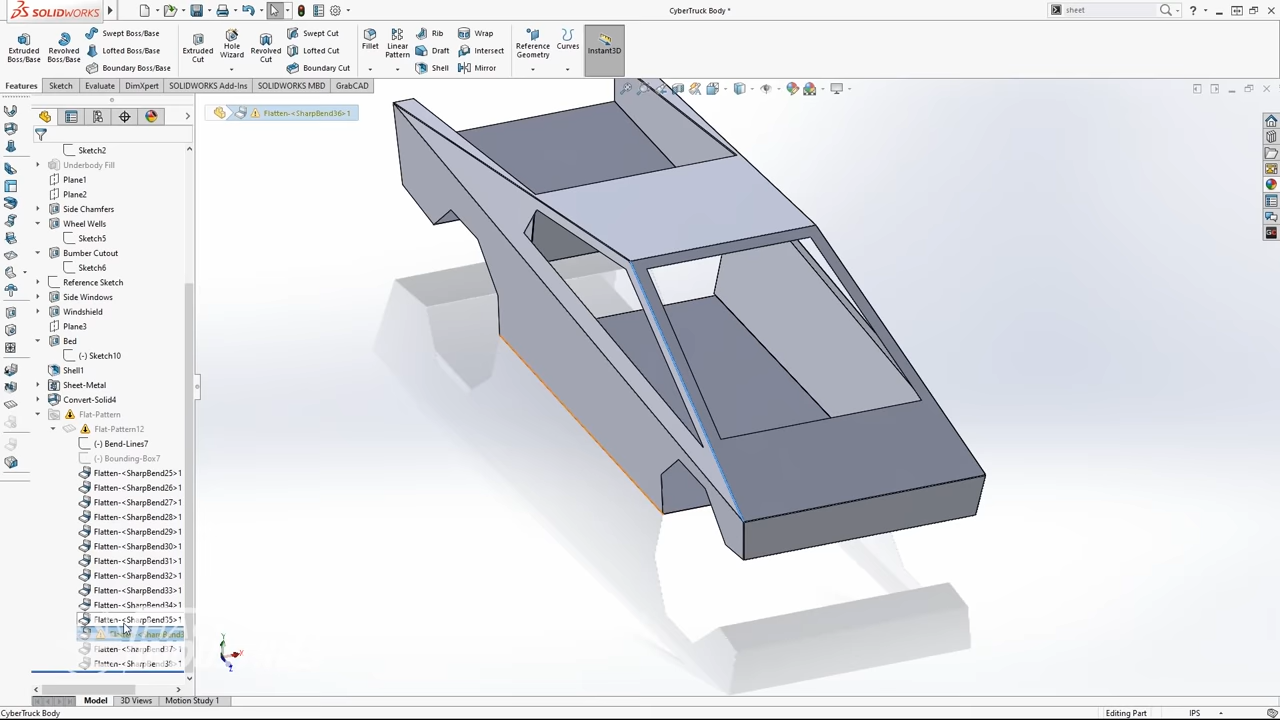 SOLIDWORKS
CyberTruck Body *
sheet
Extruded Boss/Base
Revolved Boss/Base
Swept Boss/Base
Lofted Boss/Base
Boundary Boss/Base
Extruded Cut
Hole Wizard
Revolved Cut
Swept Cut
Lofted Cut
Boundary Cut
Fillet
Linear Pattern
Rib
Draft
Shell
Wrap
Intersect
Mirror
Reference Geometry
Curves
Instant3D
Features
Sketch
Evaluate
DimXpert
SOLIDWORKS Add-Ins
SOLIDWORKS MBD
GrabCAD
Flatten-<SharpBend36>1
Sketch2
Underbody Fill
Plane1
Plane2
Side Chamfers
Wheel Wells
Sketch5
Bumper Cutout
Sketch6
Reference Sketch
Side Windows
Windshield
Plane3
Bed
(-) Sketch10
Shell1
Sheet-Metal
Convert-Solid4
Flat-Pattern
Flat-Pattern12
(-) Bend-Lines7
(-) Bounding-Box7
Flatten-<SharpBend25>1
Flatten-<SharpBend26>1
Flatten-<SharpBend27>1
Flatten-<SharpBend28>1
Flatten-<SharpBend29>1
Flatten-<SharpBend30>1
Flatten-<SharpBend31>1
Flatten-<SharpBend32>1
Flatten-<SharpBend33>1
Flatten-<SharpBend34>1
Flatten-<SharpBend35>1
Flatten-<SharpBend37>1
Flatten-<SharpBend38>1
Model
3D Views
Motion Study 1
CyberTruck Body
Editing Part
IPS